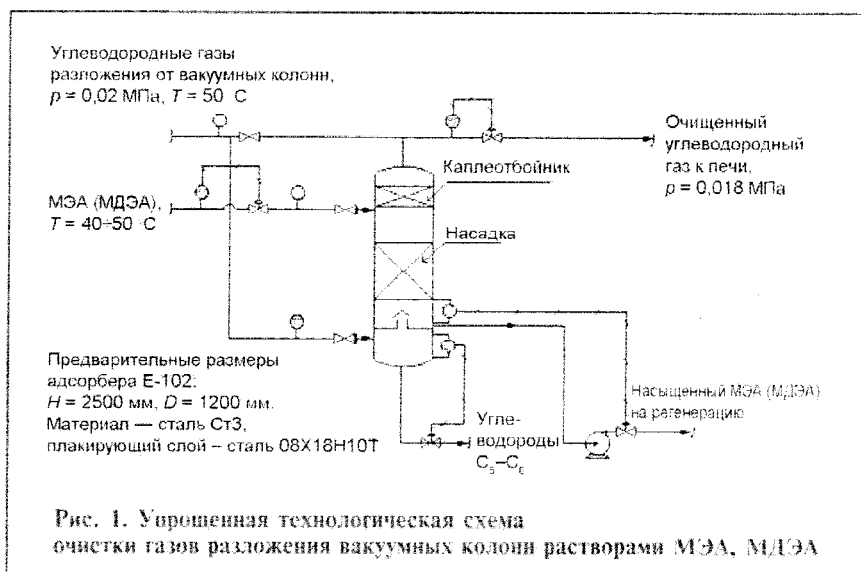 Углеводородные газы
разложения от вакуумных колонн,
p = 0,02 МПа, T = 50 С
Очищенный
углеводородный
газ к печи,
p = 0,018 МПа
Каплеотбойник
МЭА (МДЭА),
T = 40÷50 С
Насадка
Предварительные размеры
адсорбера Е-102:
H = 2500 мм, D = 1200 мм.
Материал — сталь Ст3,
плакирующий слой – сталь 08Х18Н10Т
Насыщенный МЭА (МДЭА)
на регенерацию
Угле-
водороды
C₅–C₆
Рис. 1. Упрощенная технологическая схема
очистки газов разложения вакуумных колонн растворами МЭА, МДЭА